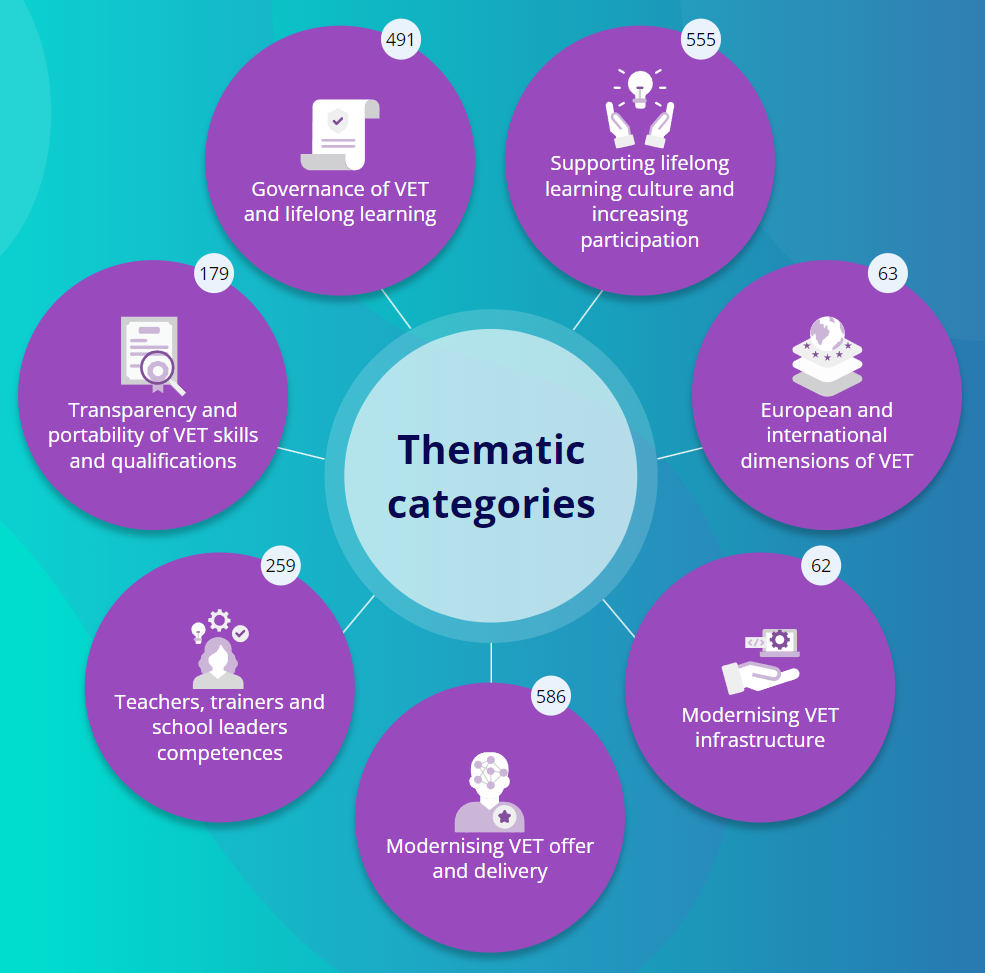 491
Governance of VET
and lifelong learning
555
Supporting lifelong
learning culture and
increasing
participation
179
Transparency and
portability of VET skills
and qualifications
63
European and
international
dimensions of VET
Thematic
categories
259
Teachers, trainers and
school leaders
competences
62
</>
Modernising VET
infrastructure
586
Modernising VET offer
and delivery